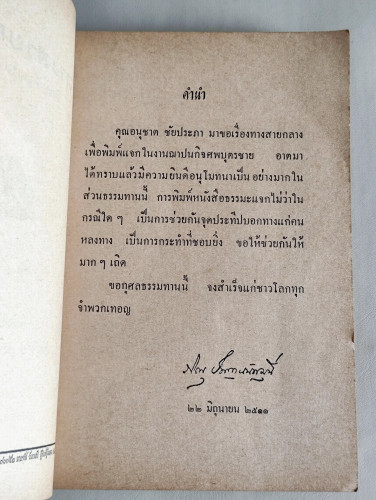 คำนำ
คุณอนุชาต ชัยประภา มาขอเรื่องทางสายกลาง
เพื่อพิมพ์แจกในงานฌาปนกิจศพบุตรชาย อาตมา
ได้ทราบแล้วมีความยินดีอนุโมทนาเป็นอย่างมากใน
ส่วนธรรมทานนี้ การพิมพ์หนังสือธรรมะแจกไม่ว่าใน
กรณีใด ๆ เป็นการช่วยกันจุดประทีปบอกทางแก่คน
หลงทาง เป็นการกระทำที่ชอบยิ่ง ขอให้ช่วยกันให้
มาก ๆ เถิด
ขอกุศลธรรมทานนี้ จงสำเร็จแก่ชาวโลกทุก
จำพวกเทอญ
๒๒ มิถุนายน ๒๕๑๑